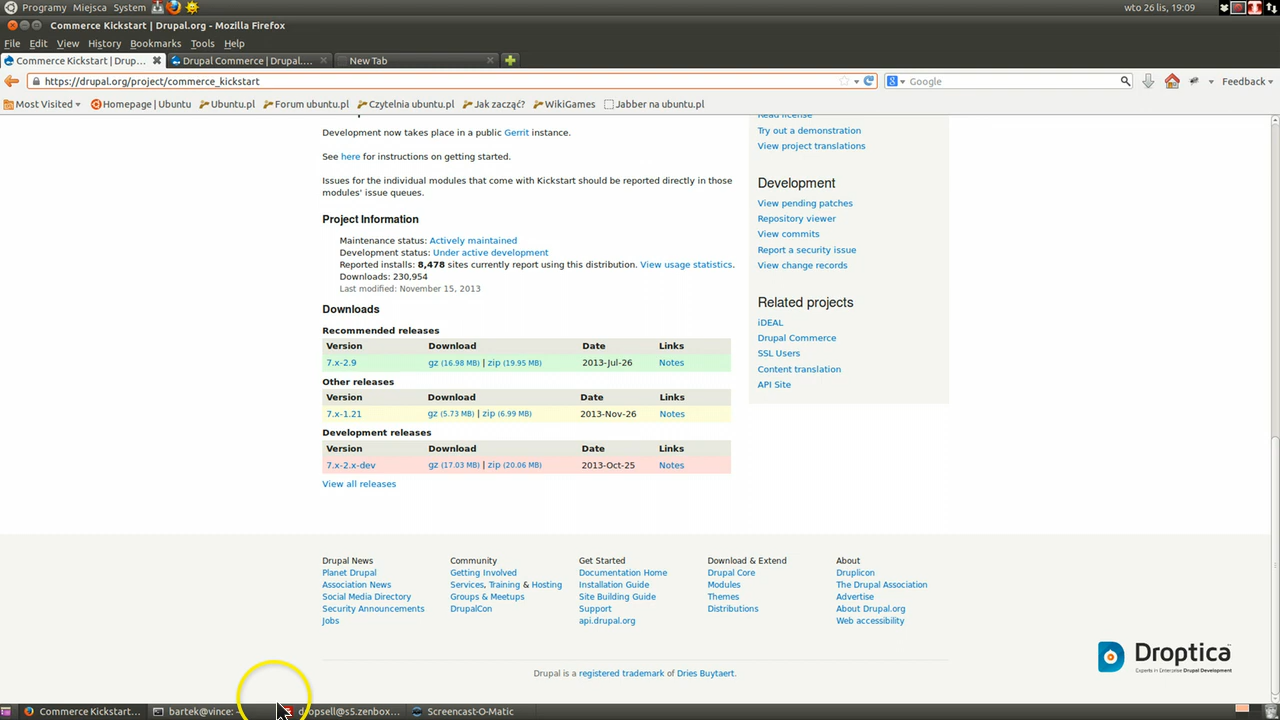 Programy Miejsca System wto 26 lis, 19:09
Commerce Kickstart | Drupal.org - Mozilla Firefox
File Edit View History Bookmarks Tools Help
Commerce Kickstart | Drup... Drupal Commerce | Drupal.... New Tab
https://drupal.org/project/commerce_kickstart Google Feedback
Most Visited Homepage | Ubuntu Ubuntu.pl Forum ubuntu.pl Czytelnia ubuntu.pl Jak zacząć? WikiGames Jabber na ubuntu.pl
Read license
Development now takes place in a public Gerrit instance.
Try out a demonstration
View project translations
See here for instructions on getting started.
Issues for the individual modules that come with Kickstart should be reported directly in those
modules' issue queues.
Project Information
Maintenance status: Actively maintained
Development status: Under active development
Reported installs: 8,478 sites currently report using this distribution. View usage statistics.
Downloads: 230,954
Last modified: November 15, 2013
Downloads
Recommended releases
Version Download Date Links
7.x-2.9 gz (16.98 MB) | zip (19.95 MB) 2013-Jul-26 Notes
Other releases
Version Download Date Links
7.x-1.21 gz (5.73 MB) | zip (6.99 MB) 2013-Nov-26 Notes
Development releases
Version Download Date Links
7.x-2.x-dev gz (17.03 MB) | zip (20.06 MB) 2013-Oct-25 Notes
View all releases
Development
View pending patches
Repository viewer
View commits
Report a security issue
View change records
Related projects
iDEAL
Drupal Commerce
SSL Users
Content translation
API Site
Drupal News
Planet Drupal
Association News
Social Media Directory
Security Announcements
Jobs
Community
Getting Involved
Services, Training & Hosting
Groups & Meetups
DrupalCon
Get Started
Documentation Home
Installation Guide
Site Building Guide
Support
api.drupal.org
Download & Extend
Drupal Core
Modules
Themes
Distributions
About
Druplicon
The Drupal Association
Advertise
About Drupal.org
Web accessibility
Droptica
Experts in Enterprise Drupal Development
Drupal is a registered trademark of Dries Buytaert.
Commerce Kickstart... bartek@vince: ~ dropsell@s5.zenbox... Screencast-O-Matic